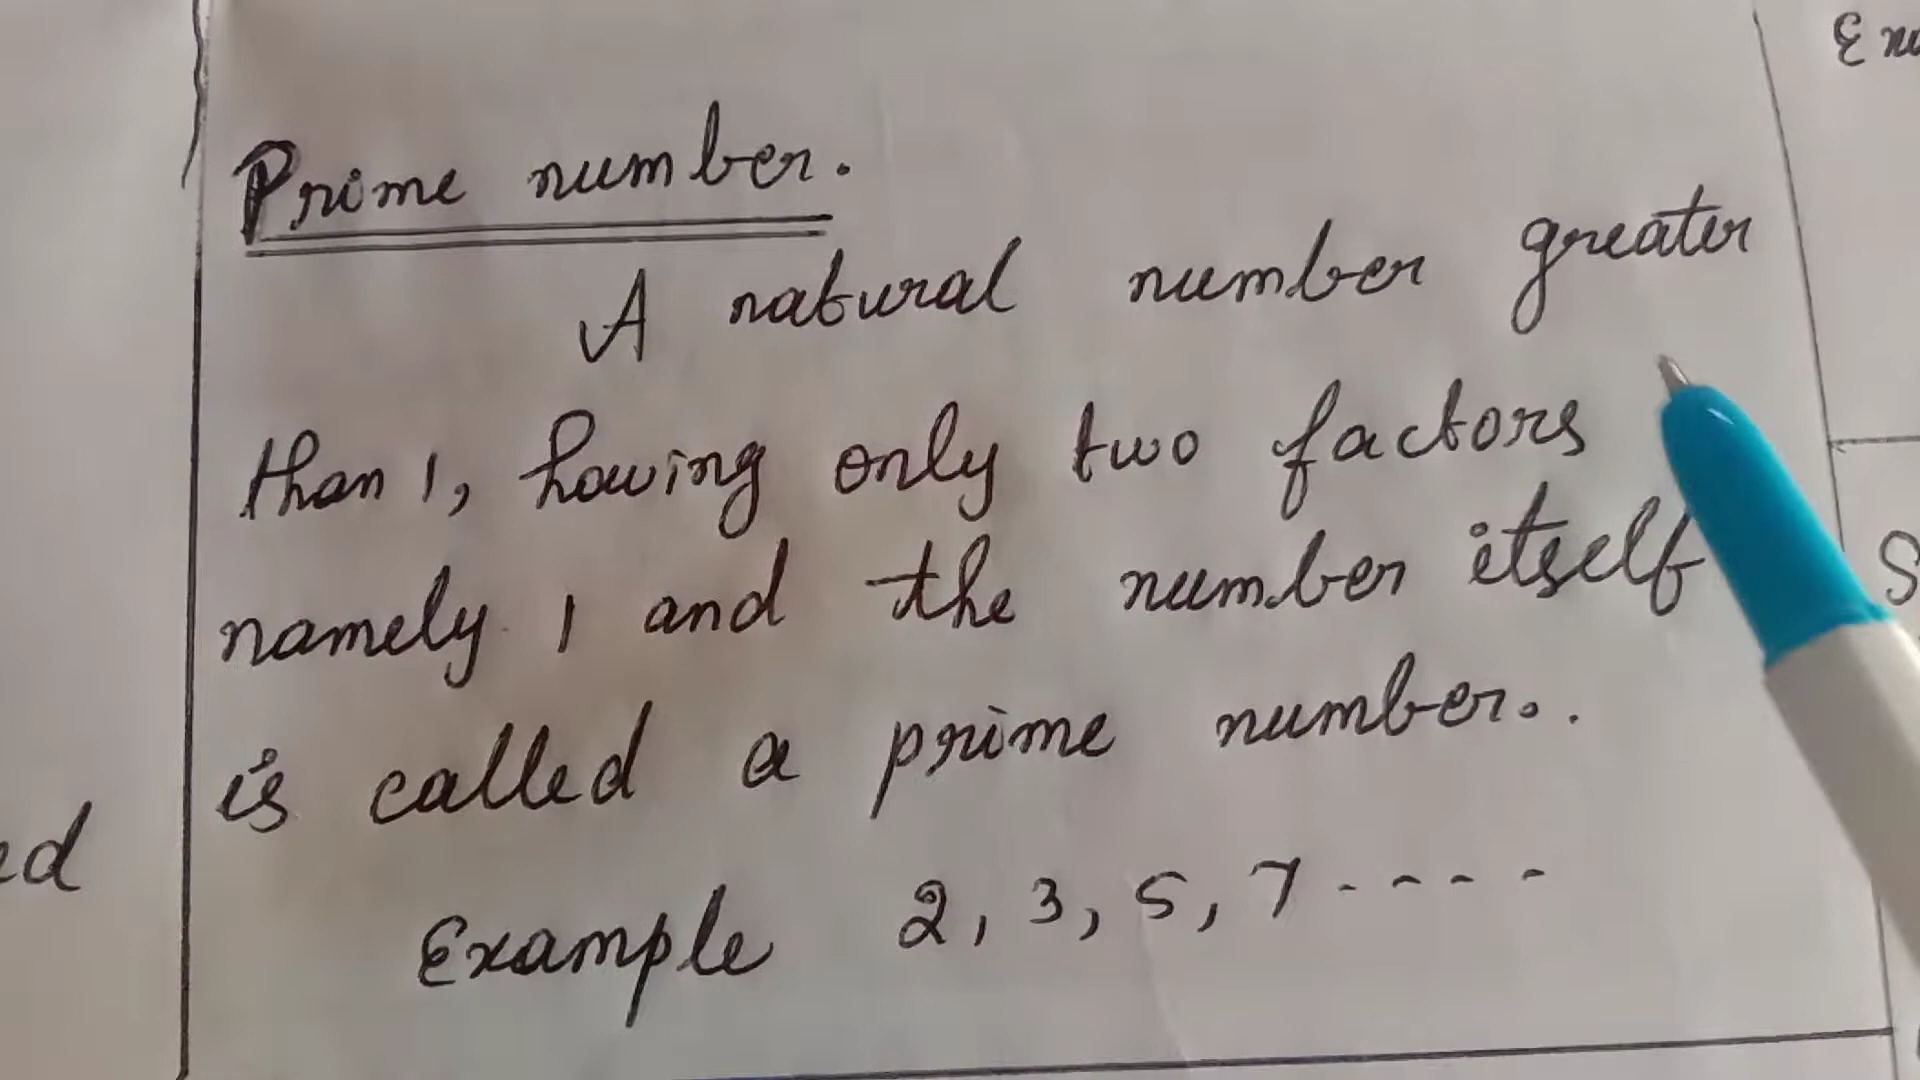 Prime number.
A natural number greater
than 1, having only two factors
namely 1 and the number itself
is called a prime number..
Example 2, 3, 5, 7 - - - -